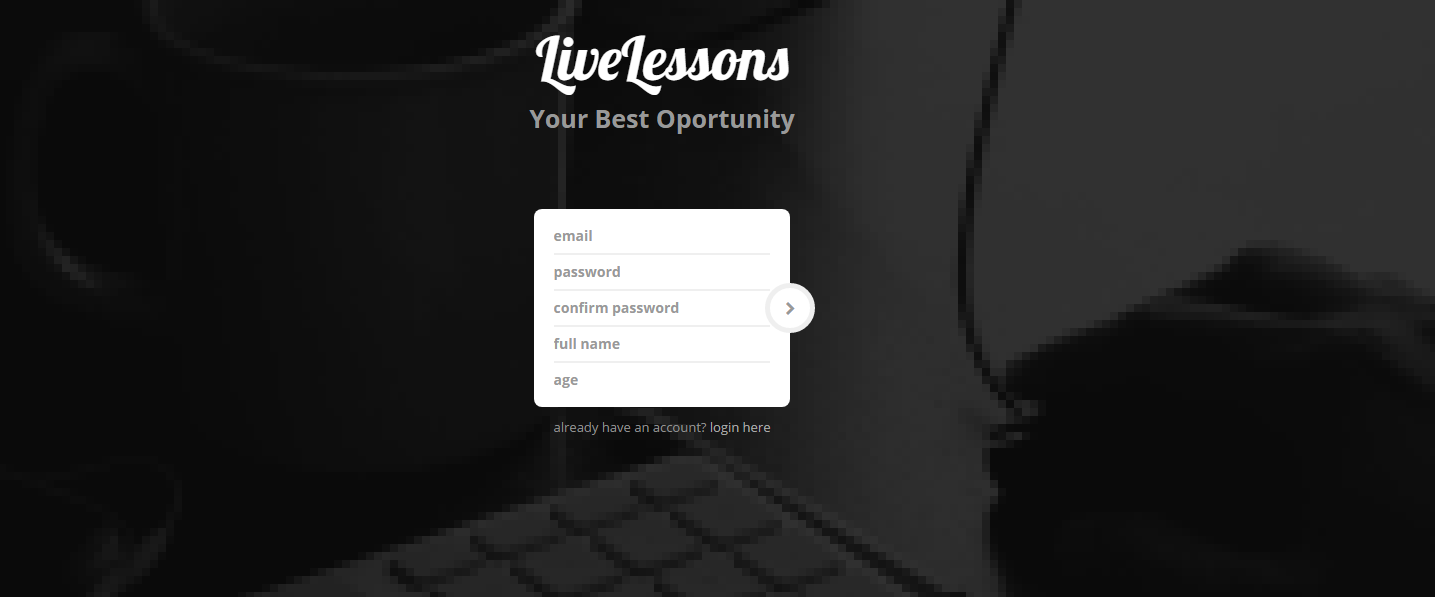 LiveLessons
Your Best Oportunity
email
password
confirm password
full name
age
already have an account? login here